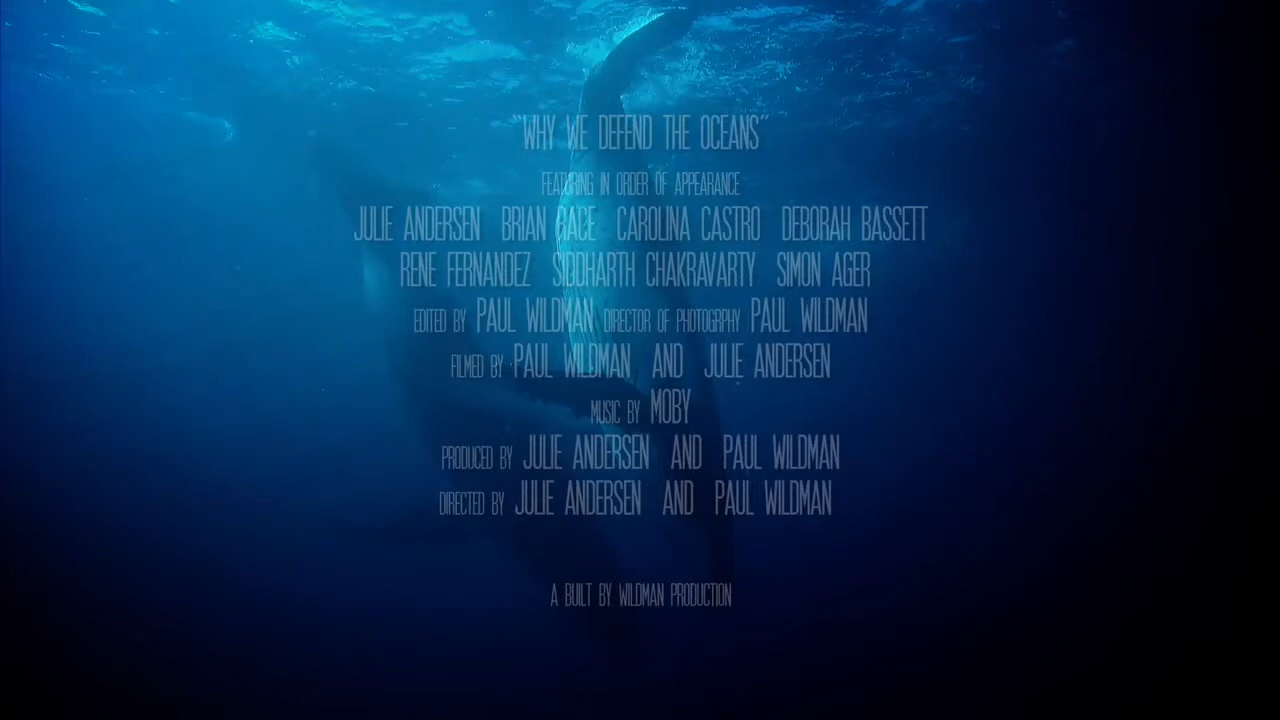 "WHY WE DEFEND THE OCEANS"
FEATURING IN ORDER OF APPEARANCE
JULIE ANDERSEN BRIAN RACE CAROLINA CASTRO DEBORAH BASSETT
RENE FERNANDEZ SIDDHARTH CHAKRAVARTY SIMON AGER
EDITED BY PAUL WILDMAN DIRECTOR OF PHOTOGRPHY PAUL WILDMAN
FILMED BY PAUL WILDMAN AND JULIE ANDERSEN
MUSIC BY MOBY
PRODUCED BY JULIE ANDERSEN AND PAUL WILDMAN
DIRECTED BY JULIE ANDERSEN AND PAUL WILDMAN
A BUILT BY WILDMAN PRODUCTION